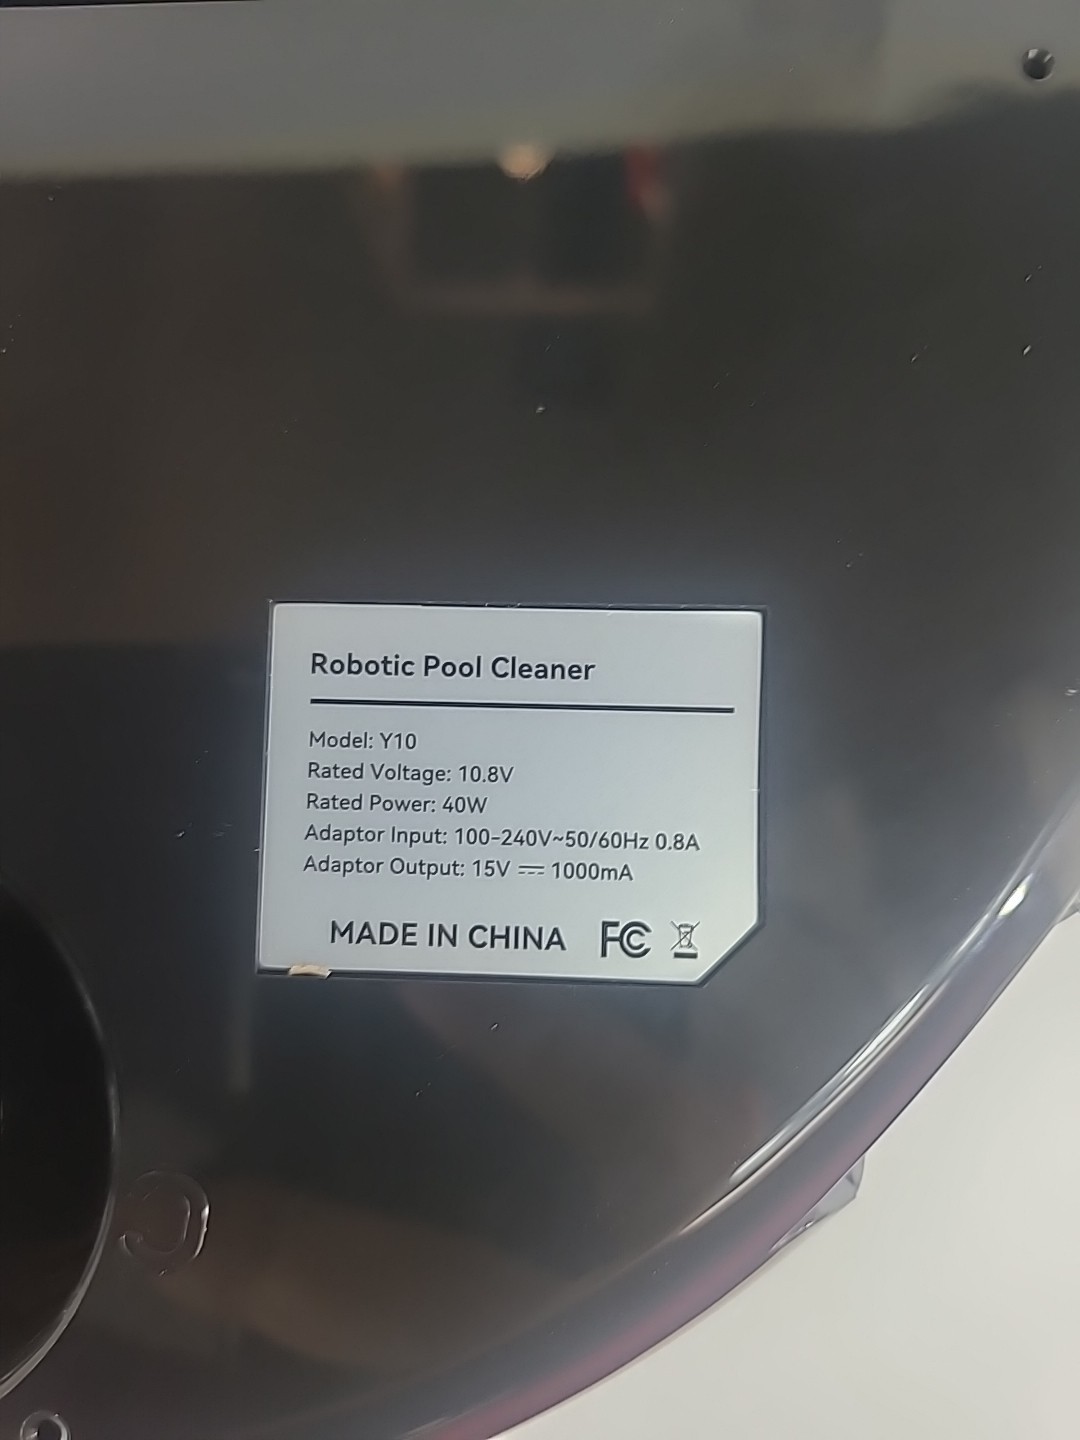 Robotic Pool Cleaner
Model: Y10
Rated Voltage: 10.8V
Rated Power: 40W
Adaptor Input: 100-240V~50/60Hz 0.8A
Adaptor Output: 15V ⎓ 1000mA
MADE IN CHINA FC